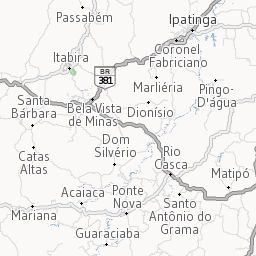 Passabém
Ipatinga
Coronel
Fabriciano
Itabira
BR
381
Marliéria
Pingo-
D'água
Santa
Bárbara
Bela Vista
de Minas
Dionísio
Catas
Altas
Dom
Silvério
Rio
Casca
Matipó
Acaiaca
Ponte
Nova
Santo
Antônio do
Grama
Mariana
Guaraciaba